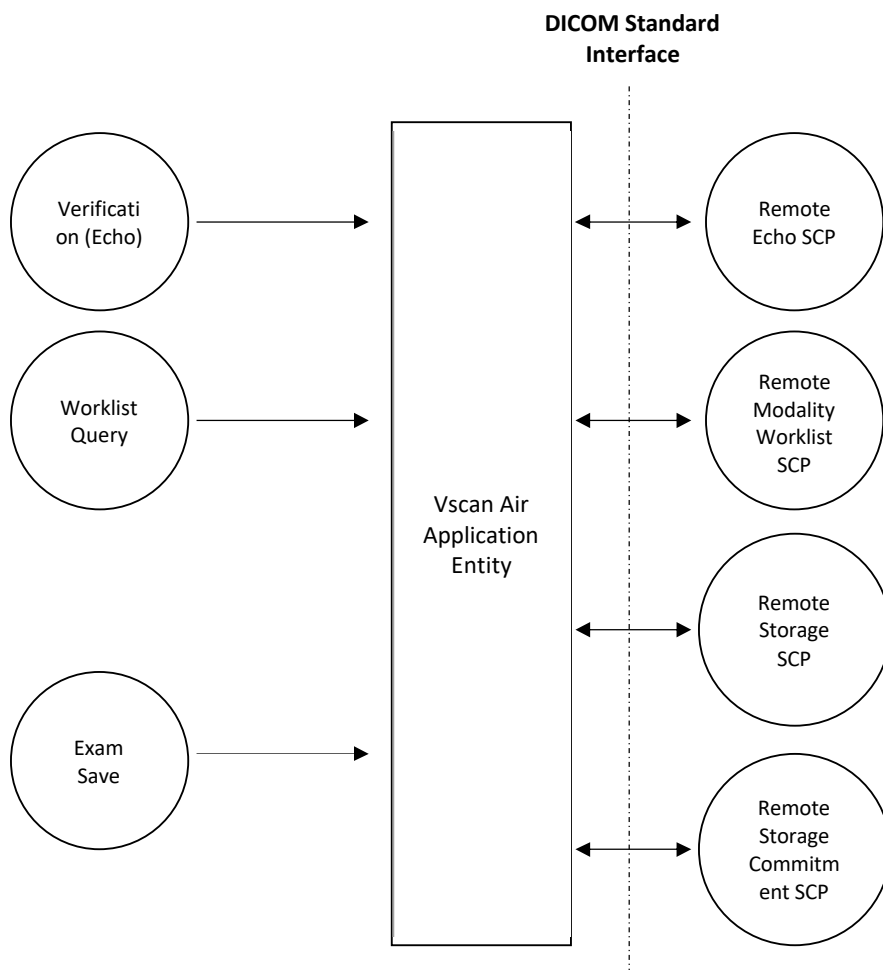 DICOM Standard
Interface
Verificati
on (Echo)
Remote
Echo SCP
Worklist
Query
Remote
Modality
Worklist
SCP
Vscan Air
Application
Entity
Remote
Storage
SCP
Exam
Save
Remote
Storage
Commitm
ent SCP